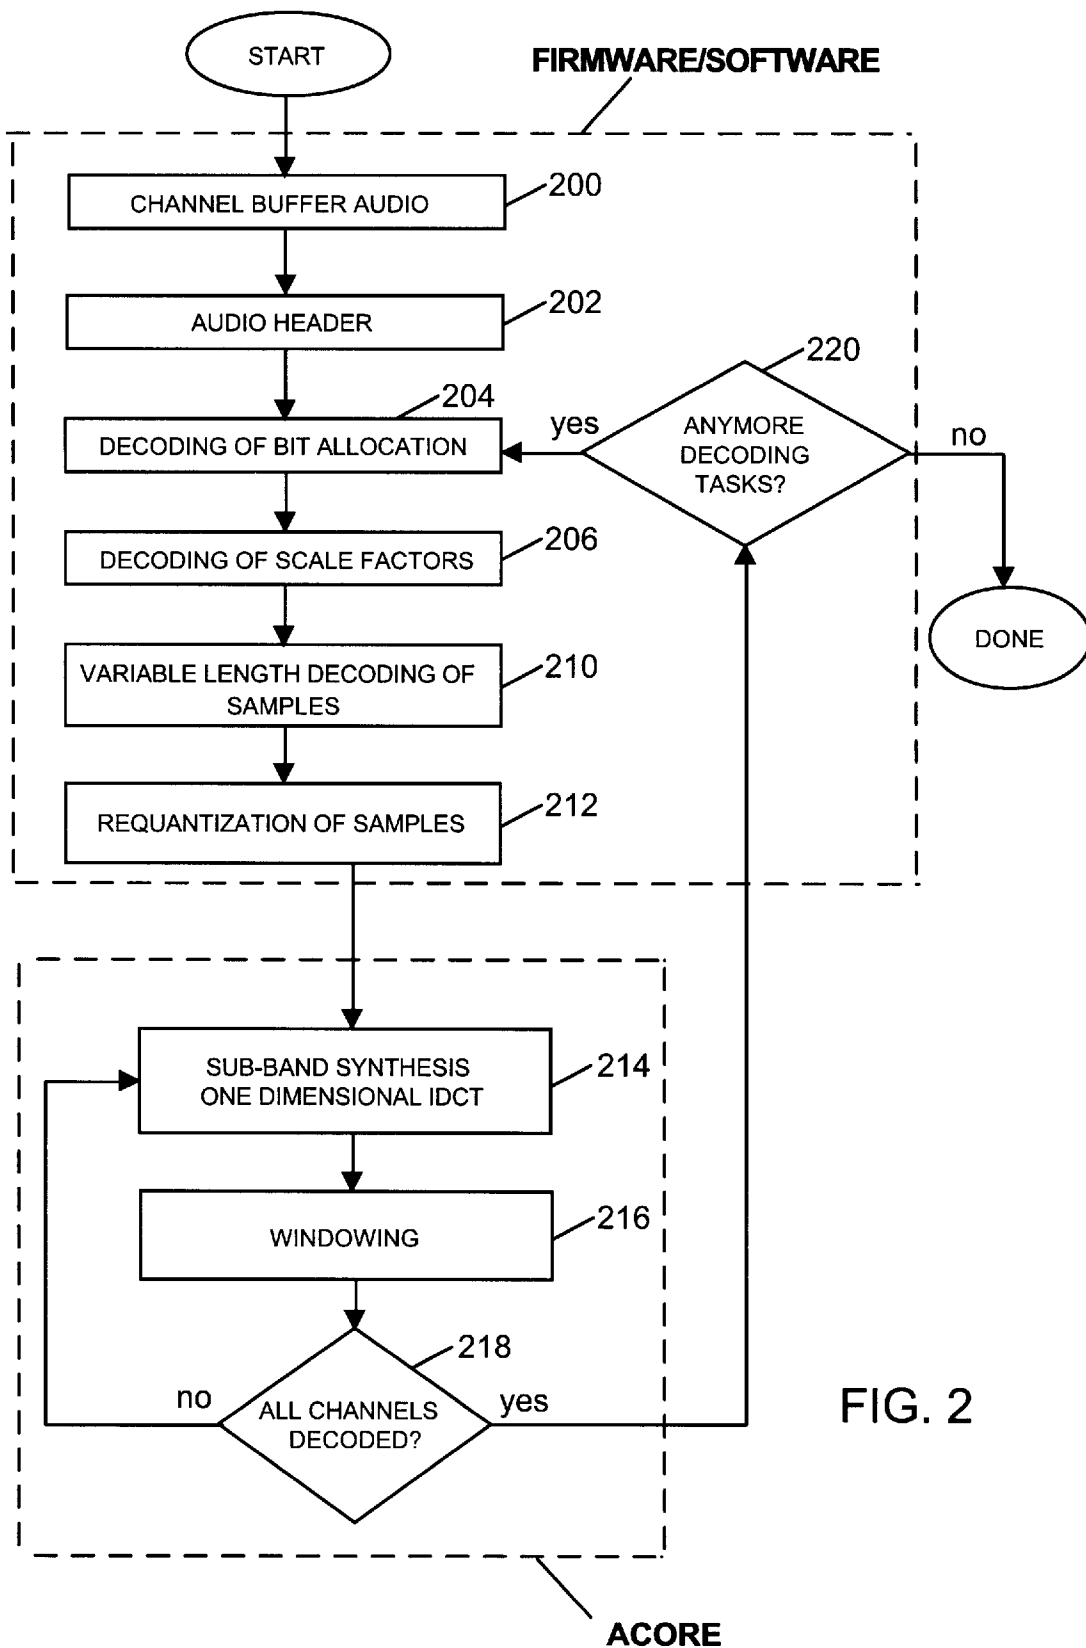 START
FIRMWARE/SOFTWARE
CHANNEL BUFFER AUDIO
200
AUDIO HEADER
202
220
204
DECODING OF BIT ALLOCATION
yes
ANYMORE
DECODING
TASKS?
no
DECODING OF SCALE FACTORS
206
DONE
VARIABLE LENGTH DECODING OF
SAMPLES
210
REQUANTIZATION OF SAMPLES
212
SUB-BAND SYNTHESIS
ONE DIMENSIONAL IDCT
214
WINDOWING
216
218
no
ALL CHANNELS
DECODED?
yes
FIG. 2
ACORE